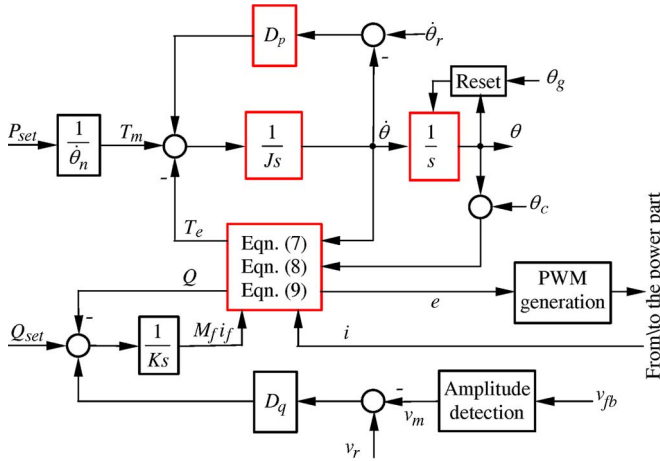 D_p
θ̇_r
-
Reset
θ_g
P_set
1
θ̇_n
T_m
1
Js
θ̇
1
s
θ
-
θ_c
T_e
Eqn. (7)
Eqn. (8)
Eqn. (9)
Q
e
PWM
generation
From\to the power part
-
Q_set
1
Ks
M_f i_f
i
D_q
-
v_m
Amplitude
detection
v_fb
v_r